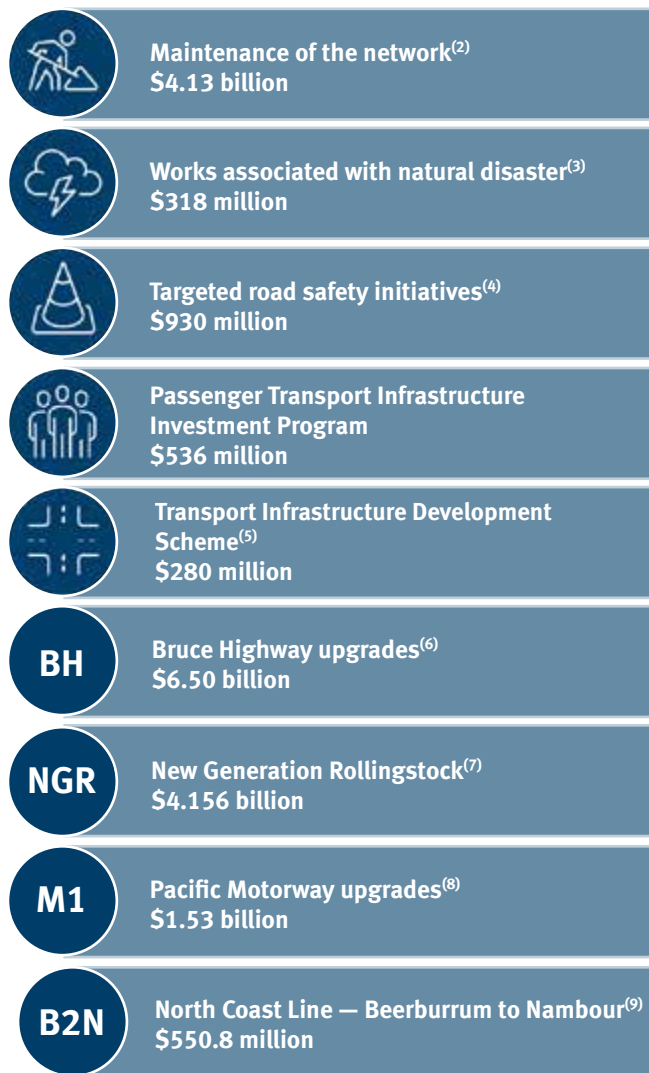 Maintenance of the network(2)
$4.13 billion
Works associated with natural disaster(3)
$318 million
Targeted road safety initiatives(4)
$930 million
Passenger Transport Infrastructure
Investment Program
$536 million
Transport Infrastructure Development
Scheme(5)
$280 million
BH
Bruce Highway upgrades(6)
$6.50 billion
NGR
New Generation Rollingstock(7)
$4.156 billion
M1
Pacific Motorway upgrades(8)
$1.53 billion
B2N
North Coast Line — Beerburrum to Nambour(9)
$550.8 million